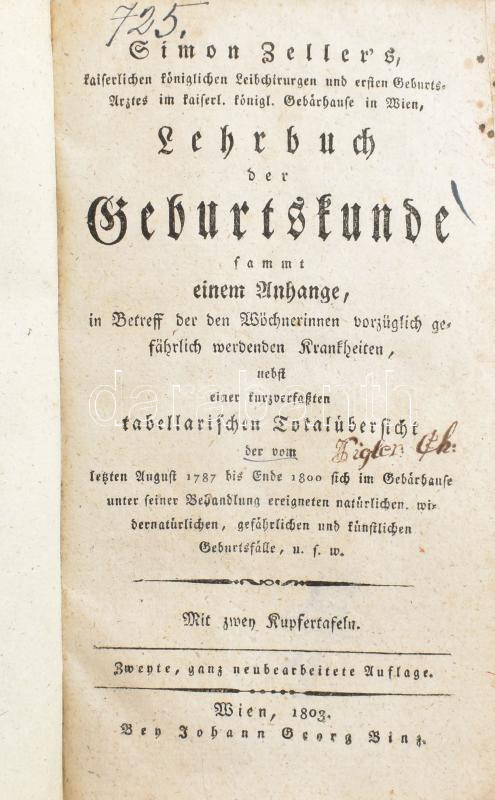 725.
Simon Zeller's,
kaiserlichen königlichen Leibchirurgen und ersten Geburts-
Arztes im kaiserl. königl. Gebärhause in Wien,
Lehrbuch
der
Geburtskunde
sammt
einem Anhange,
in Betreff der den Wöchnerinnen vorzüglich ge-
fährlich werdenden Krankheiten,
nebst
einer kurzverfaßten
tabellarischen Totalübersicht
der vom
letzten August 1787 bis Ende 1800 sich im Gebärhause
unter seiner Behandlung ereigneten natürlichen, wi-
dernatürlichen, gefährlichen und künstlichen
Geburtsfälle, u. s. w.
Mit zwey Kupfertafeln.
Zweyte, ganz neubearbeitete Auflage.
Wien, 1803.
Bey Johann Georg Binz.
darabanth